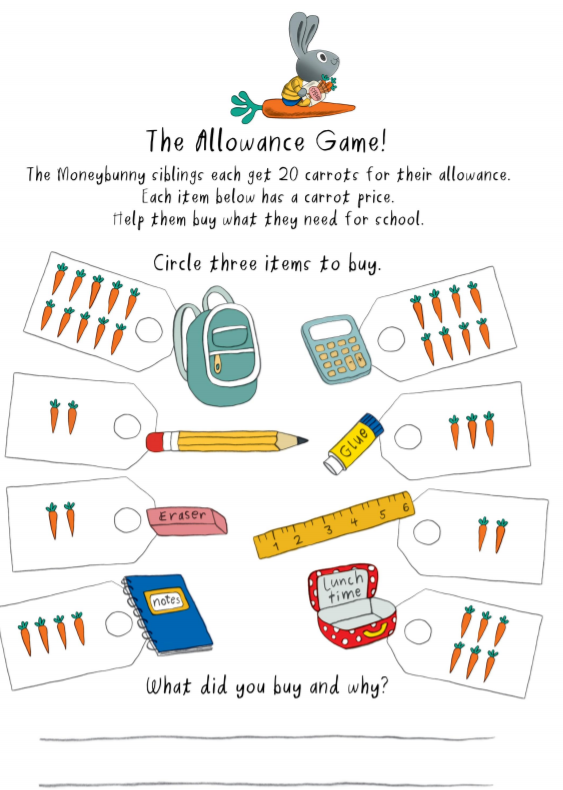 The Allowance Game!
The Moneybunny siblings each get 20 carrots for their allowance.
Each item below has a carrot price.
Help them buy what they need for school.
Circle three items to buy.
Glue
Eraser
1 2 3 4 5 6
notes
Lunch
time
What did you buy and why?